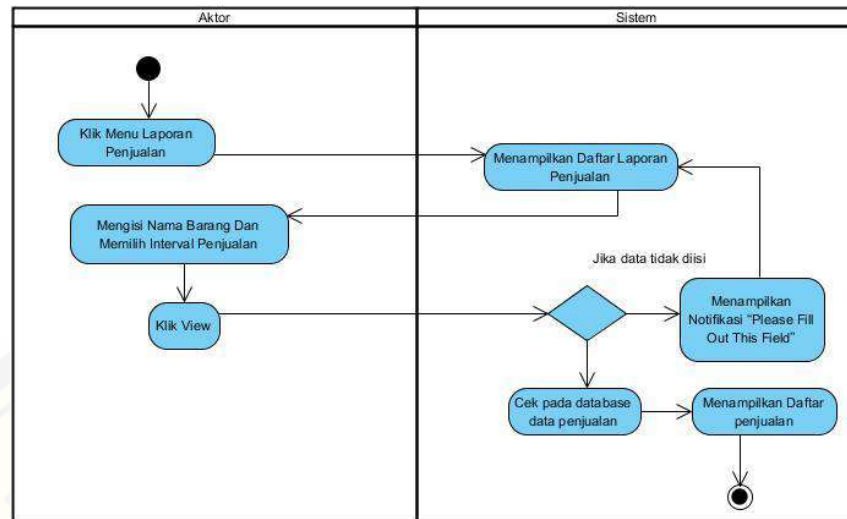 Aktor
Sistem
Klik Menu Laporan
Penjualan
Menampilkan Daftar Laporan
Penjualan
Mengisi Nama Barang Dan
Memilih Interval Penjualan
Jika data tidak diisi
Klik View
Menampilkan
Notifikasi "Please Fill
Out This Field"
Cek pada database
data penjualan
Menampilkan Daftar
penjualan